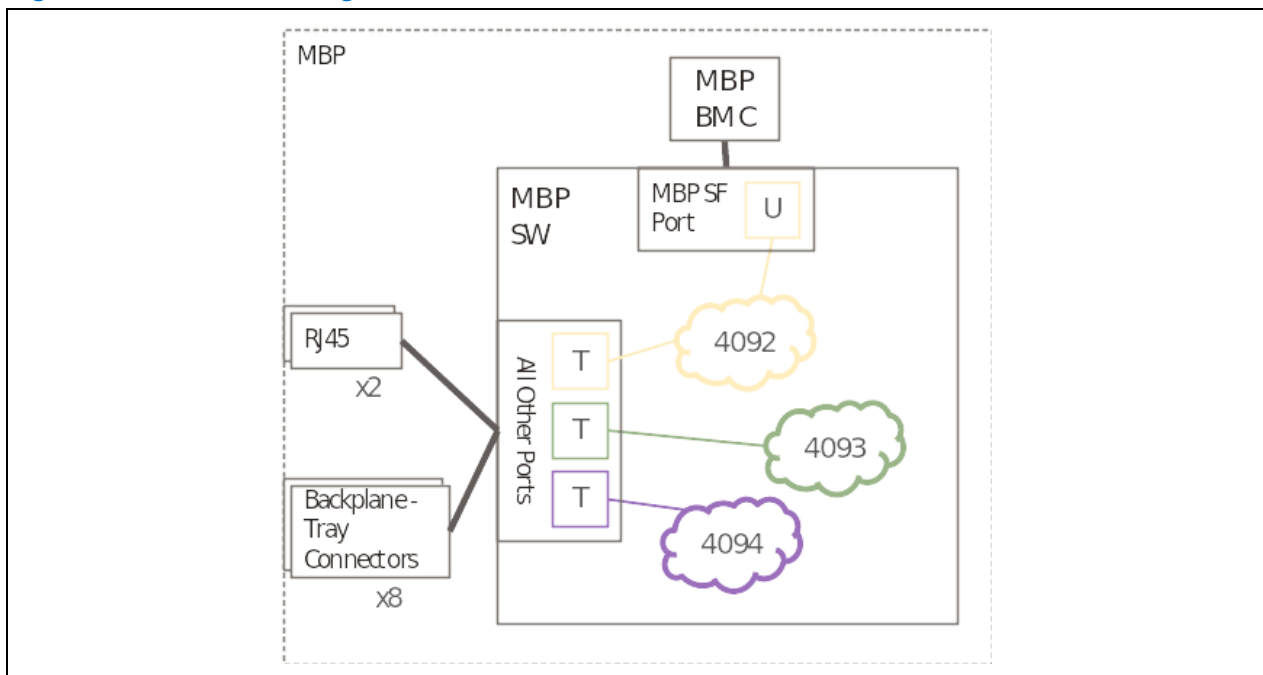 MBP
MBP
BMC
MBP
SW
MBP SF
Port
U
RJ45
x2
All Other Ports
T
T
T
4092
4093
4094
Backplane-
Tray
Connectors
x8